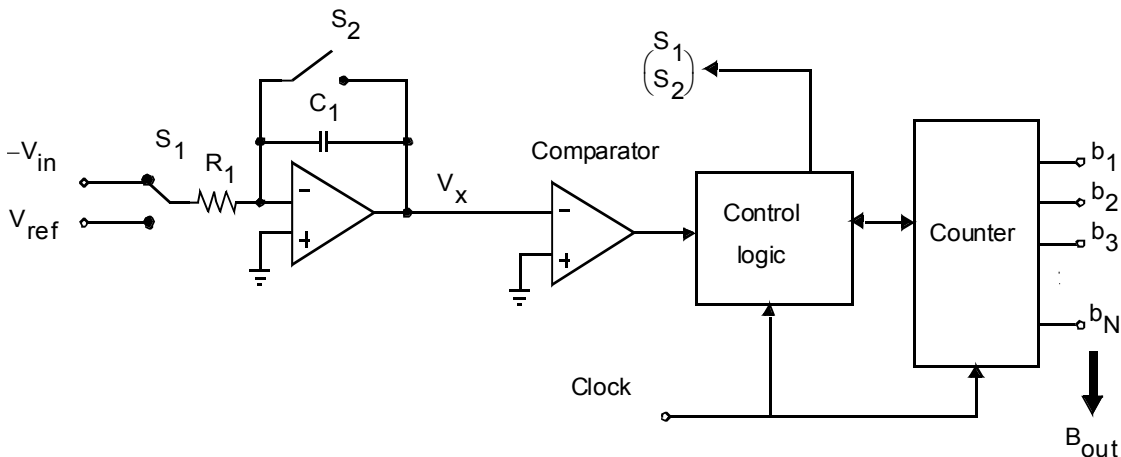 S2
S1
S2
C1
Comparator
S1
–Vin
R1
b1
Vx
b2
Vref
–
–
Control
logic
Counter
b3
+
+
bN
Clock
Bout